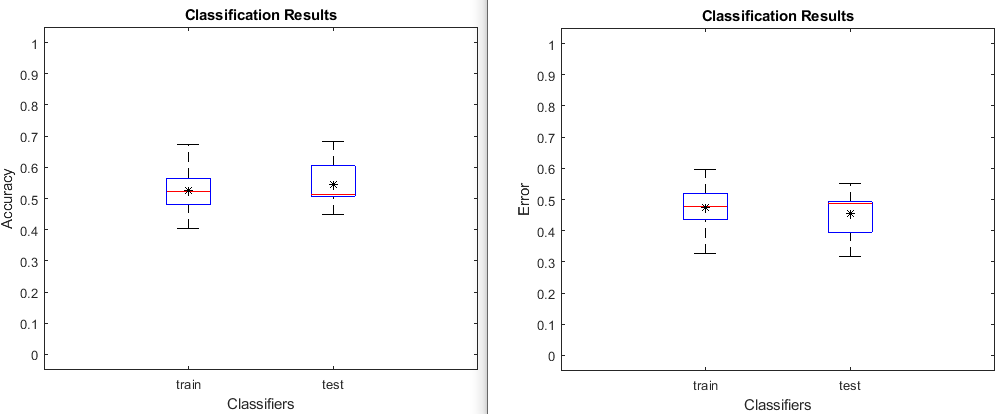 Classification Results
Accuracy
1
0.9
0.8
0.7
0.6
0.5
0.4
0.3
0.2
0.1
0
train test
Classifiers
Classification Results
Error
1
0.9
0.8
0.7
0.6
0.5
0.4
0.3
0.2
0.1
0
train test
Classifiers